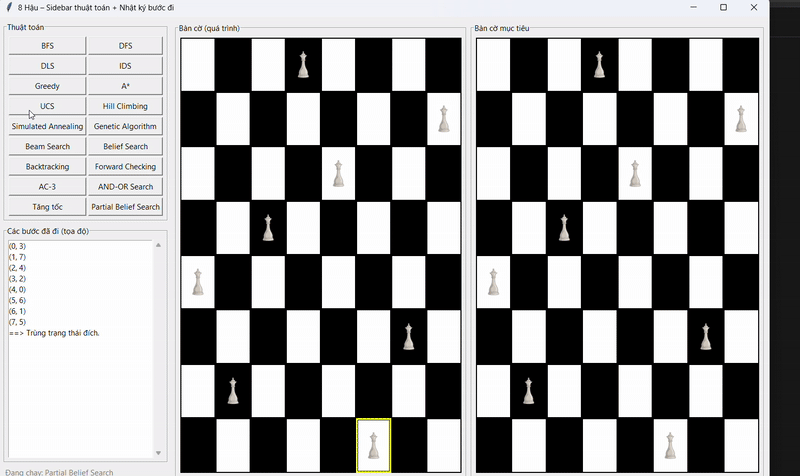 8 Hậu – Sidebar thuật toán + Nhật ký bước đi
Thuật toán
BFS DFS
DLS IDS
Greedy A*
UCS Hill Climbing
Simulated Annealing Genetic Algorithm
Beam Search Belief Search
Backtracking Forward Checking
AC-3 AND-OR Search
Tăng tốc Partial Belief Search
Các bước đã đi (tọa độ)
(0, 3)
(1, 7)
(2, 4)
(3, 2)
(4, 0)
(5, 6)
(6, 1)
(7, 5)
==> Trùng trạng thái đích.
Đang chạy: Partial Belief Search
Bàn cờ (quá trình)
Bàn cờ mục tiêu